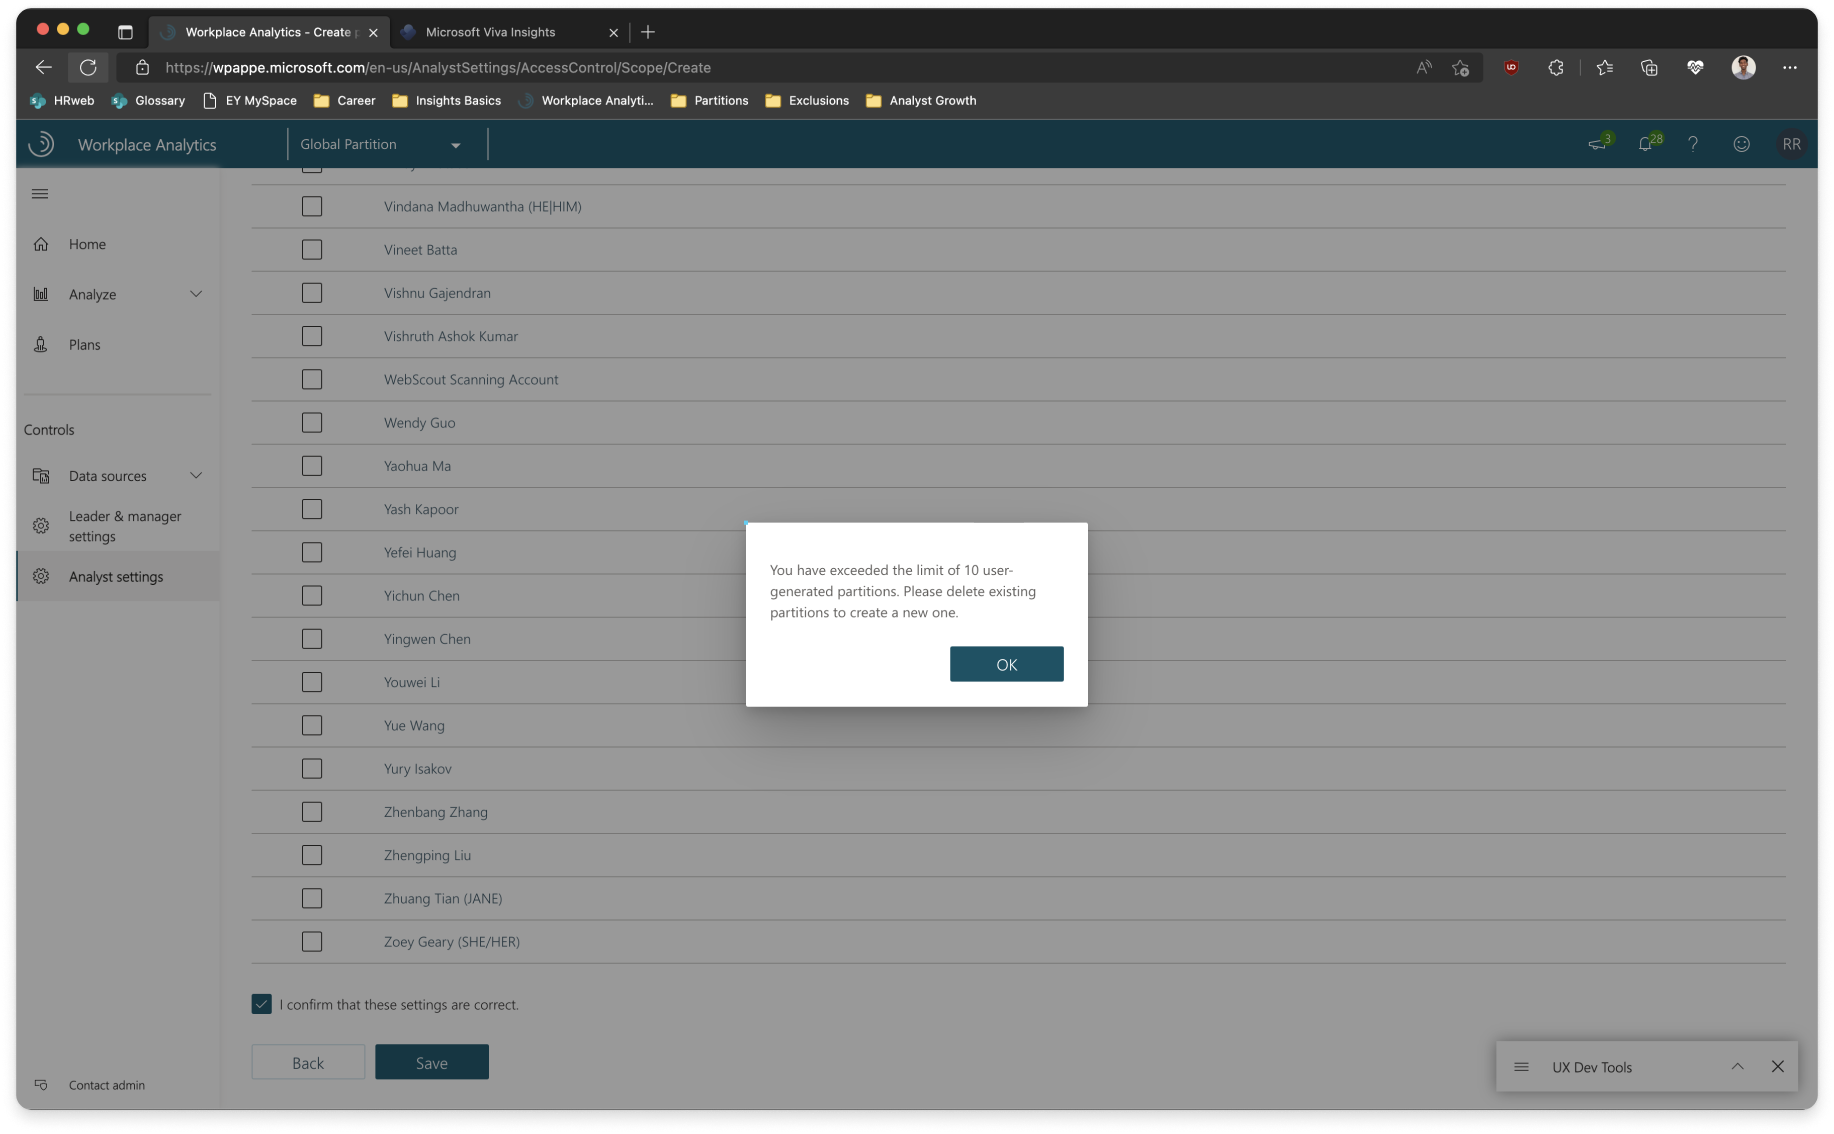 Workplace Analytics - Create p
Microsoft Viva Insights
https://wpappe.microsoft.com/en-us/AnalystSettings/AccessControl/Scope/Create
HRweb
Glossary
EY MySpace
Career
Insights Basics
Workplace Analyti...
Partitions
Exclusions
Analyst Growth
Workplace Analytics
Global Partition
3
28
RR
Home
Analyze
Plans
Controls
Data sources
Leader & manager
settings
Analyst settings
Contact admin
Vindana Madhuwantha (HE|HIM)
Vineet Batta
Vishnu Gajendran
Vishruth Ashok Kumar
WebScout Scanning Account
Wendy Guo
Yaohua Ma
Yash Kapoor
Yefei Huang
Yichun Chen
Yingwen Chen
Youwei Li
Yue Wang
Yury Isakov
Zhenbang Zhang
Zhengping Liu
Zhuang Tian (JANE)
Zoey Geary (SHE/HER)
You have exceeded the limit of 10 user-
generated partitions. Please delete existing
partitions to create a new one.
OK
I confirm that these settings are correct.
Back
Save
UX Dev Tools